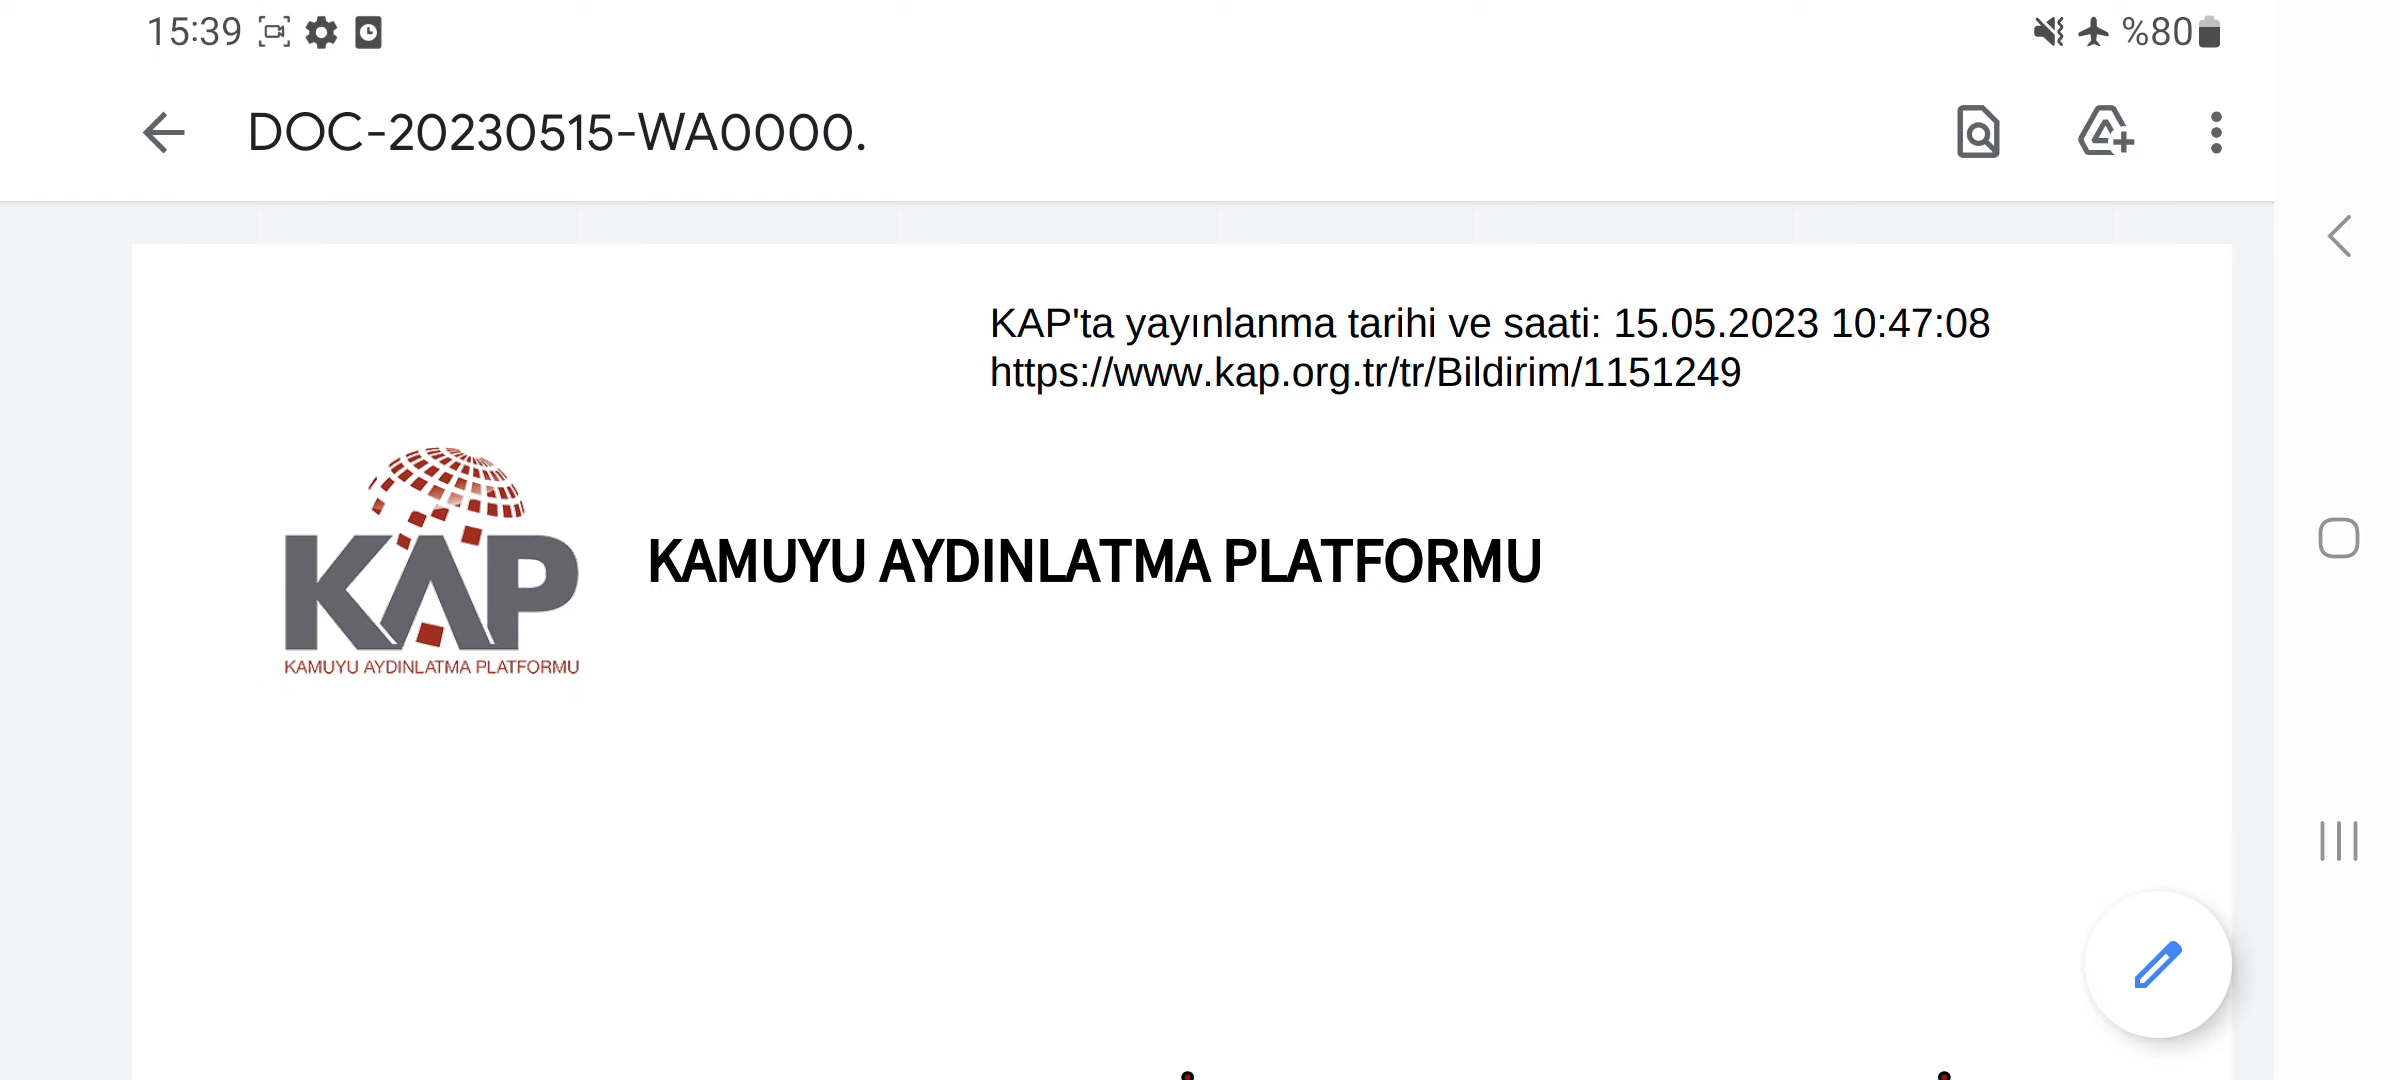 15:39
%80
DOC-20230515-WA0000.
KAP'ta yayınlanma tarihi ve saati: 15.05.2023 10:47:08
https://www.kap.org.tr/tr/Bildirim/1151249
KAP
KAMUYU AYDINLATMA PLATFORMU
KAMUYU AYDINLATMA PLATFORMU